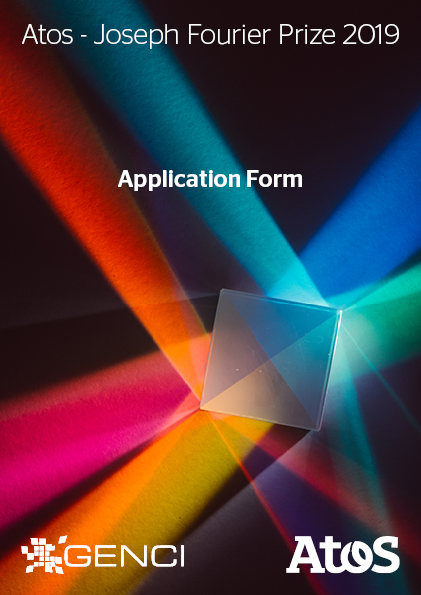 Atos - Joseph Fourier Prize 2019
Application Form
GENCI
Atos